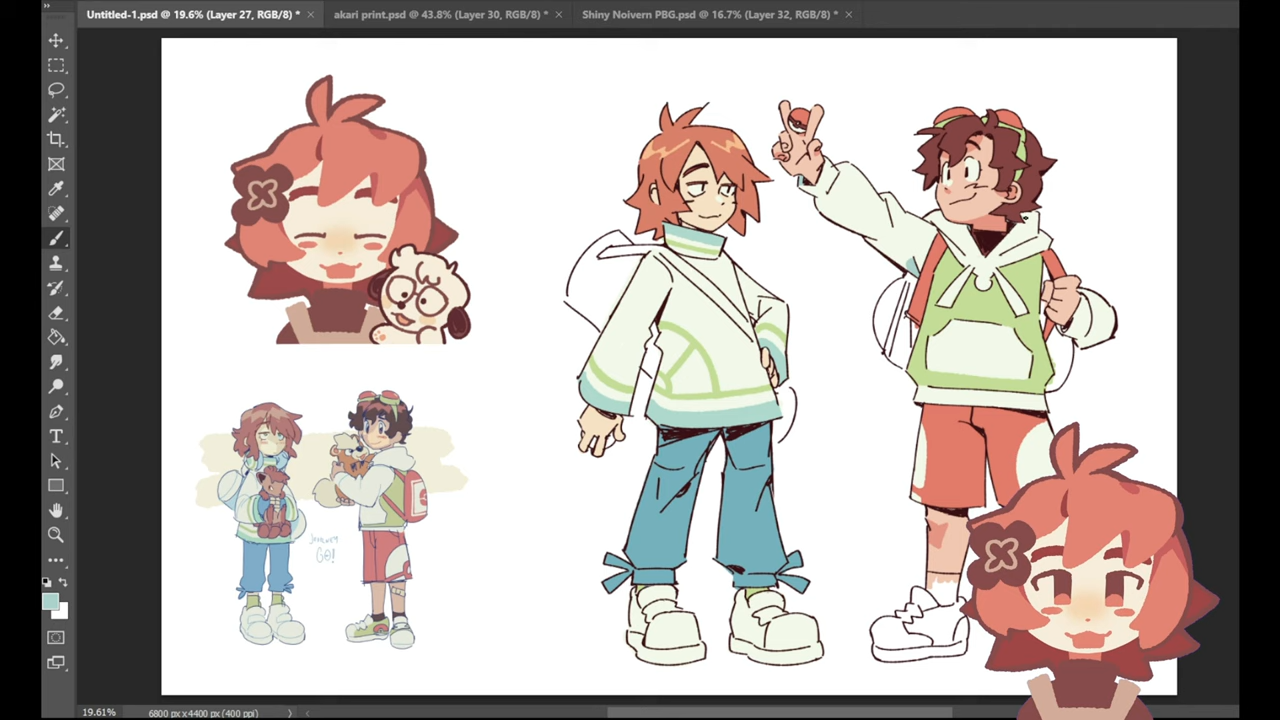 Untitled-1.psd @ 19.6% (Layer 27, RGB/8) *
akari print.psd @ 43.8% (Layer 30, RGB/8) *
Shiny Noivern PBG.psd @ 16.7% (Layer 32, RGB/8) *
GO!
19.61%
6800 px x 4400 px (400 ppi)